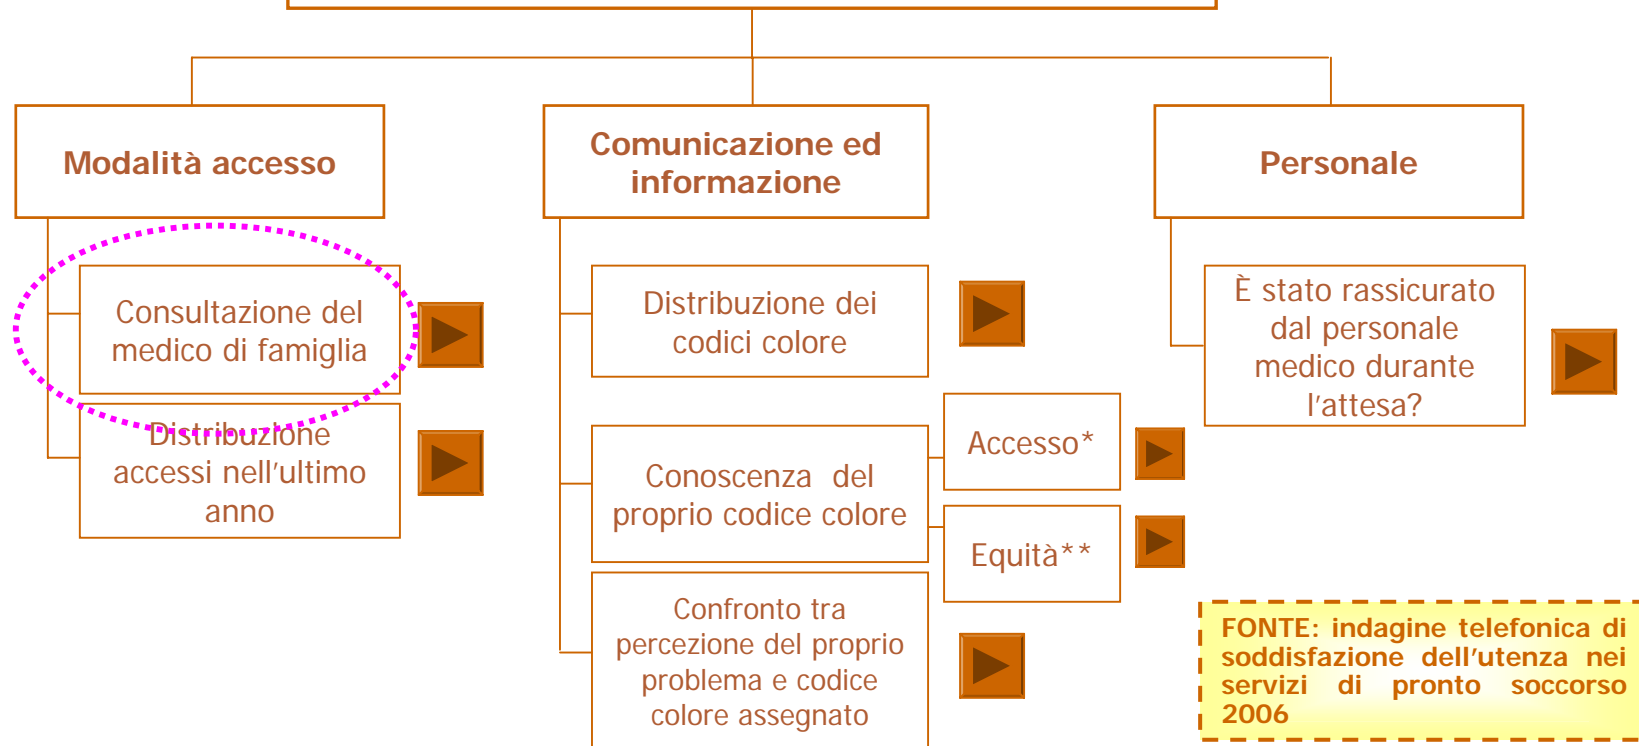 Modalità accesso
Consultazione del
medico di famiglia
Distribuzione
accessi nell'ultimo
anno
Comunicazione ed
informazione
Distribuzione dei
codici colore
Conoscenza del
proprio codice colore
Accesso*
Equità**
Confronto tra
percezione del proprio
problema e codice
colore assegnato
Personale
È stato rassicurato
dal personale
medico durante
l'attesa?
FONTE: indagine telefonica di
soddisfazione dell'utenza nei
servizi di pronto soccorso
2006